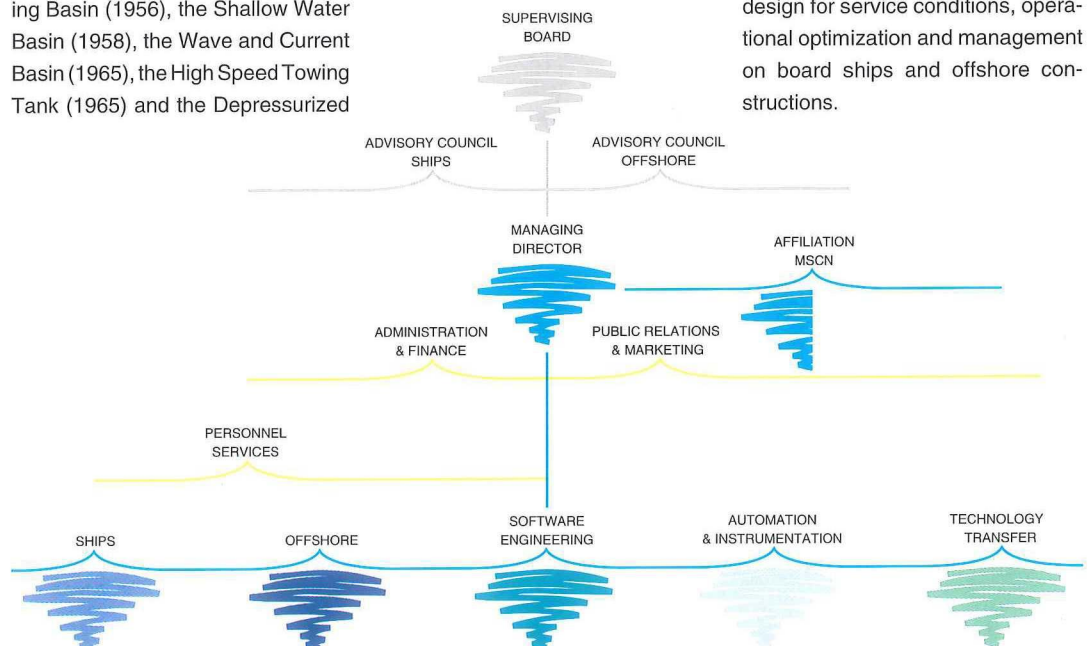 ing Basin (1956), the Shallow Water
Basin (1958), the Wave and Current
Basin (1965), the High Speed Towing
Tank (1965) and the Depressurized
design for service conditions, opera-
tional optimization and management
on board ships and offshore con-
structions.
SUPERVISING
BOARD
ADVISORY COUNCIL
SHIPS
ADVISORY COUNCIL
OFFSHORE
MANAGING
DIRECTOR
AFFILIATION
MSCN
ADMINISTRATION
& FINANCE
PUBLIC RELATIONS
& MARKETING
PERSONNEL
SERVICES
SHIPS
OFFSHORE
SOFTWARE
ENGINEERING
AUTOMATION
& INSTRUMENTATION
TECHNOLOGY
TRANSFER